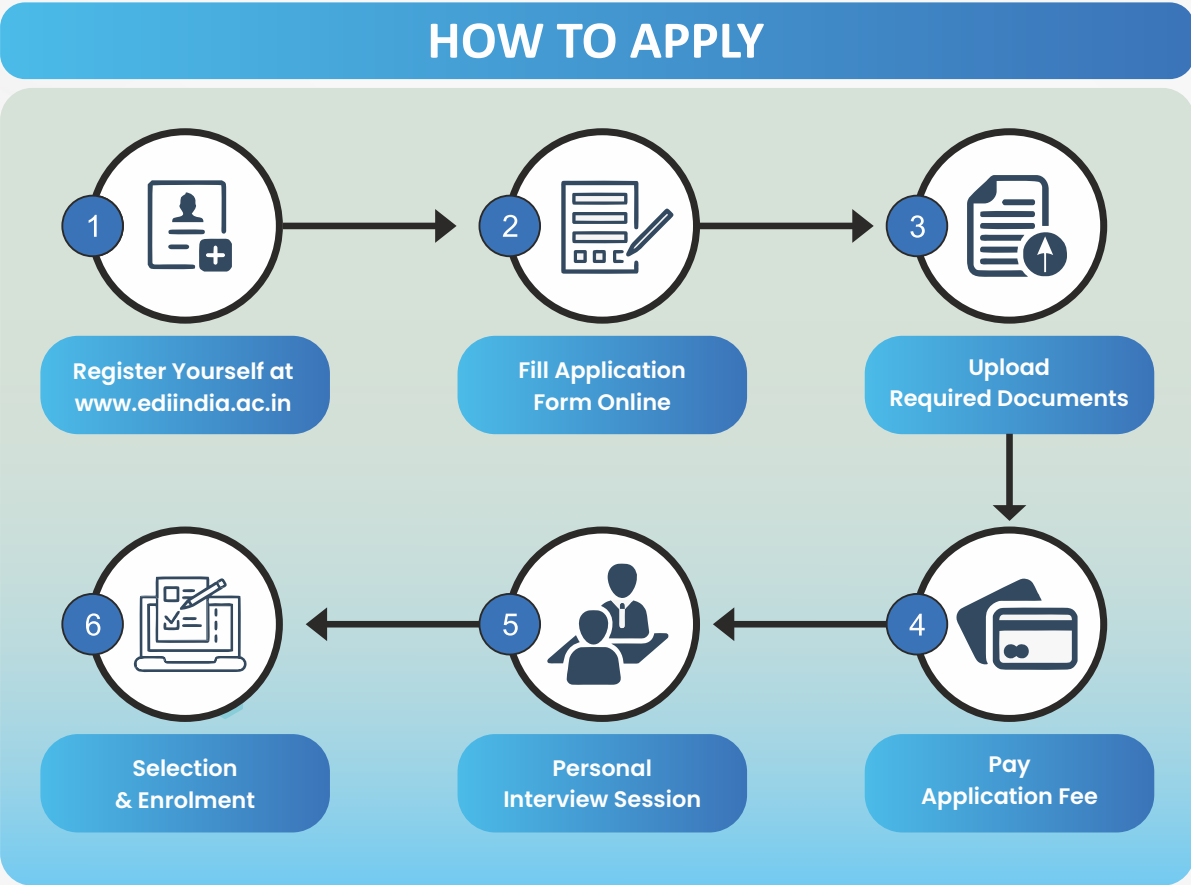 HOW TO APPLY
1
Register Yourself at
www.ediindia.ac.in
2
Fill Application
Form Online
3
Upload
Required Documents
4
Pay
Application Fee
5
Personal
Interview Session
6
Selection
& Enrolment